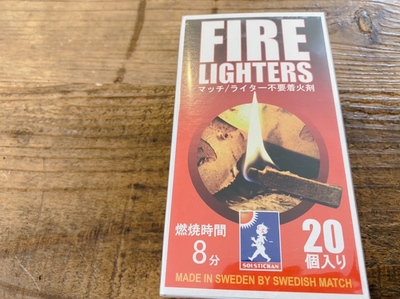 FIRE
LIGHTERS
マッチ/ライター不要着火剤
燃焼時間
8分
SOLSTICKAN
20
個入り
MADE IN SWEDEN BY SWEDISH MATCH